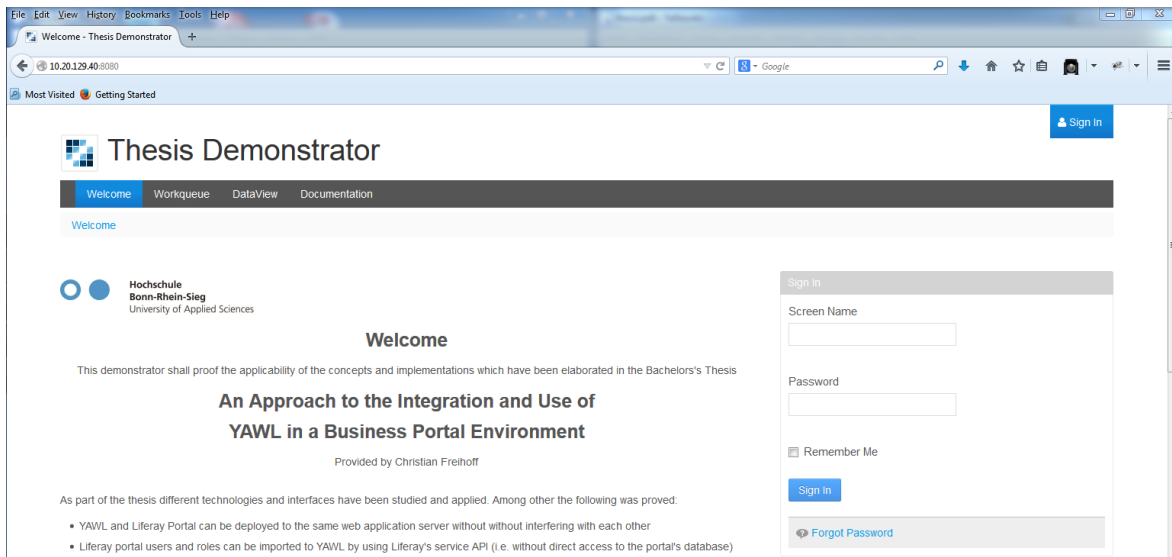 File Edit View History Bookmarks Tools Help
Welcome - Thesis Demonstrator
10.20.129.40:8080
Google
Most Visited Getting Started
Sign In
Thesis Demonstrator
Welcome Workqueue DataView Documentation
Welcome
Hochschule
Bonn-Rhein-Sieg
University of Applied Sciences
Welcome
This demonstrator shall proof the applicability of the concepts and implementations which have been elaborated in the Bachelors's Thesis
An Approach to the Integration and Use of
YAWL in a Business Portal Environment
Provided by Christian Freihoff
As part of the thesis different technologies and interfaces have been studied and applied. Among other the following was proved:
• YAWL and Liferay Portal can be deployed to the same web application server without without interfering with each other
• Liferay portal users and roles can be imported to YAWL by using Liferay's service API (i.e. without direct access to the portal's database)
Sign In
Screen Name
Password
Remember Me
Sign In
Forgot Password